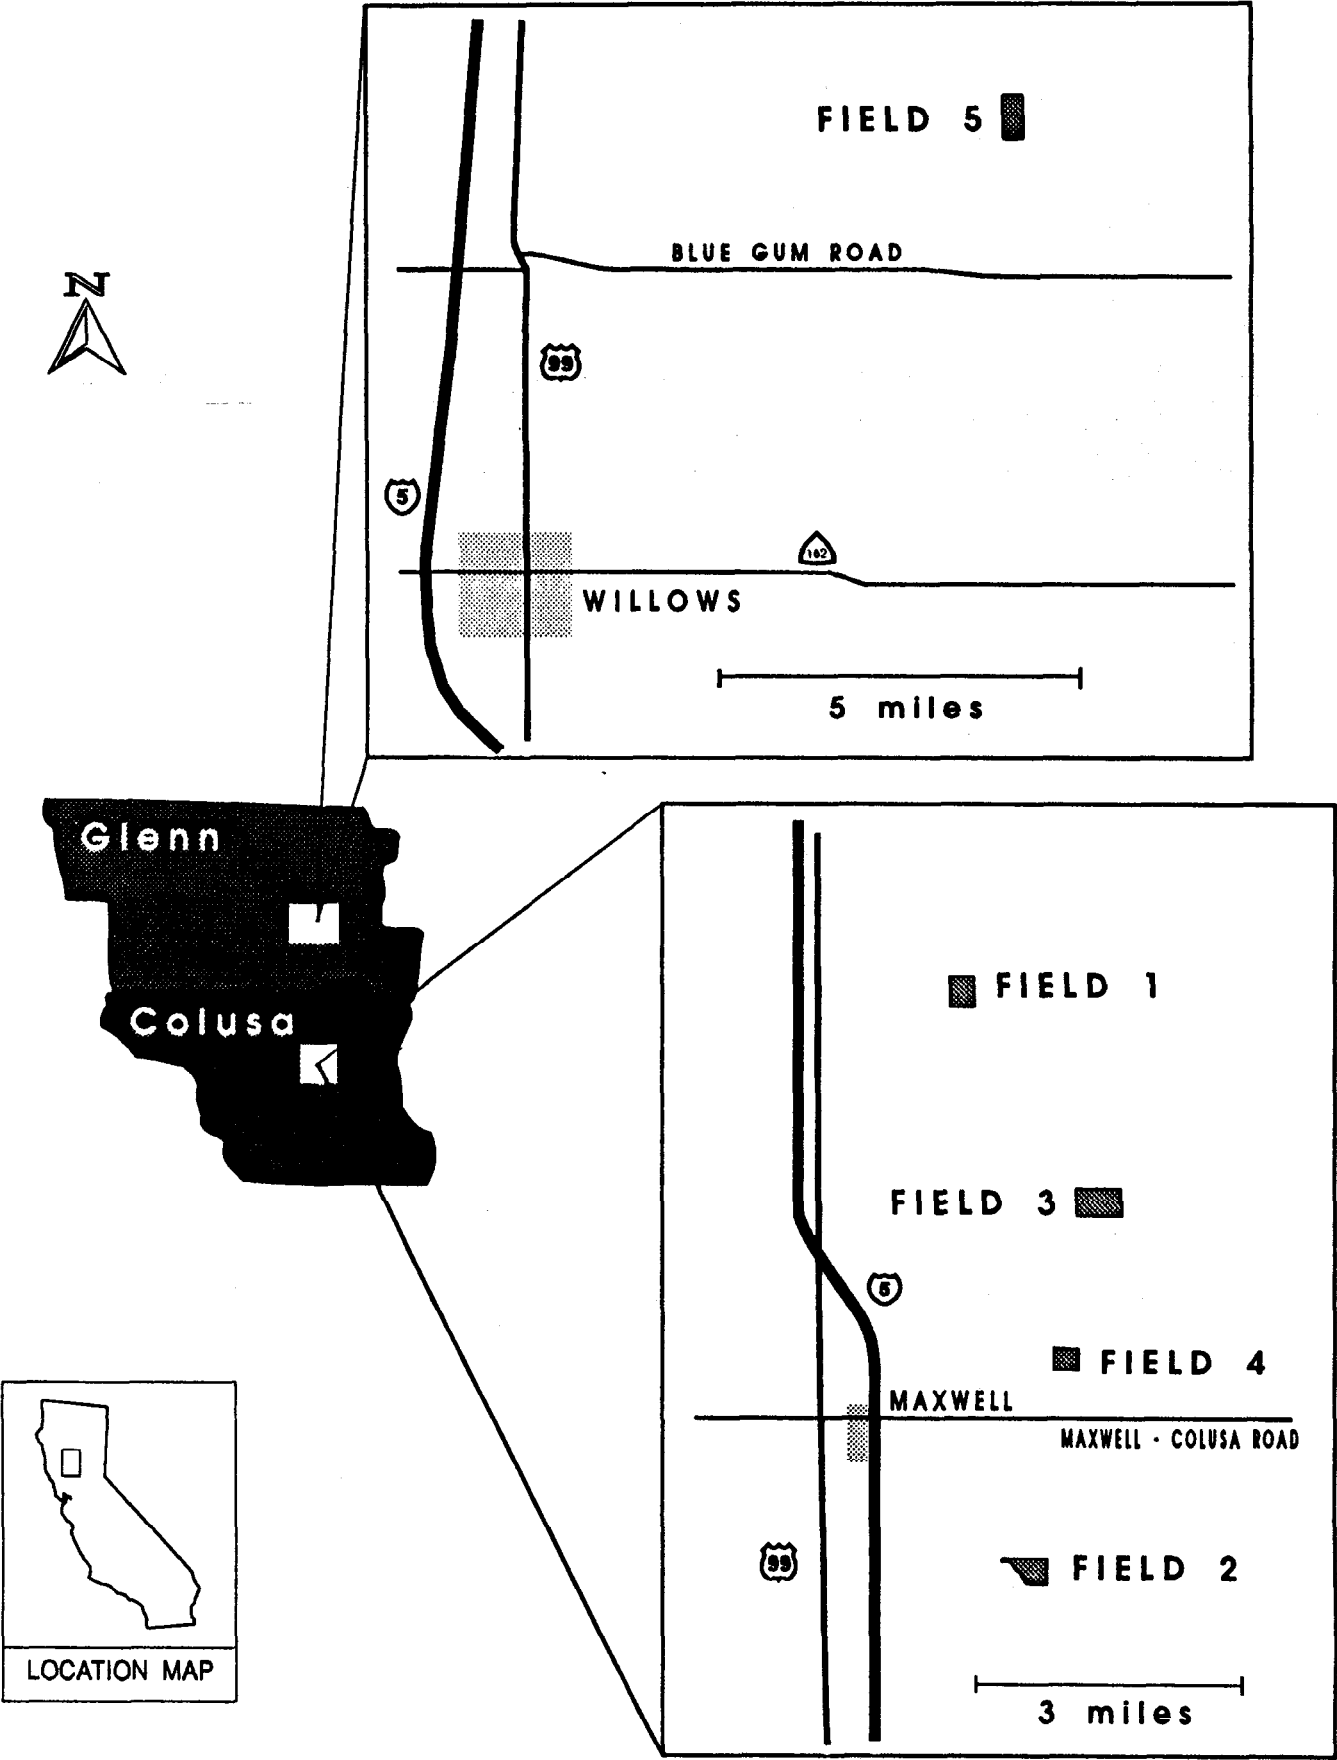 FIELD 5
BLUE GUM ROAD
N
99
5
162
WILLOWS
5 miles
Glenn
Colusa
FIELD 1
FIELD 3
5
FIELD 4
MAXWELL
MAXWELL - COLUSA ROAD
99
FIELD 2
LOCATION MAP
3 miles